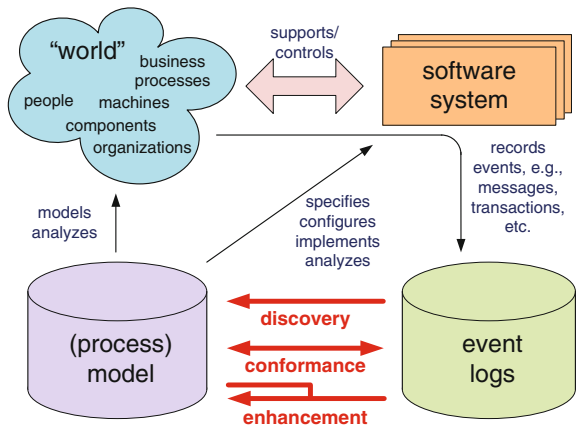 “world”
business
processes
people
machines
components
organizations
supports/
controls
software
system
records
events, e.g.,
messages,
transactions,
etc.
models
analyzes
specifies
configures
implements
analyzes
(process)
model
discovery
conformance
enhancement
event
logs